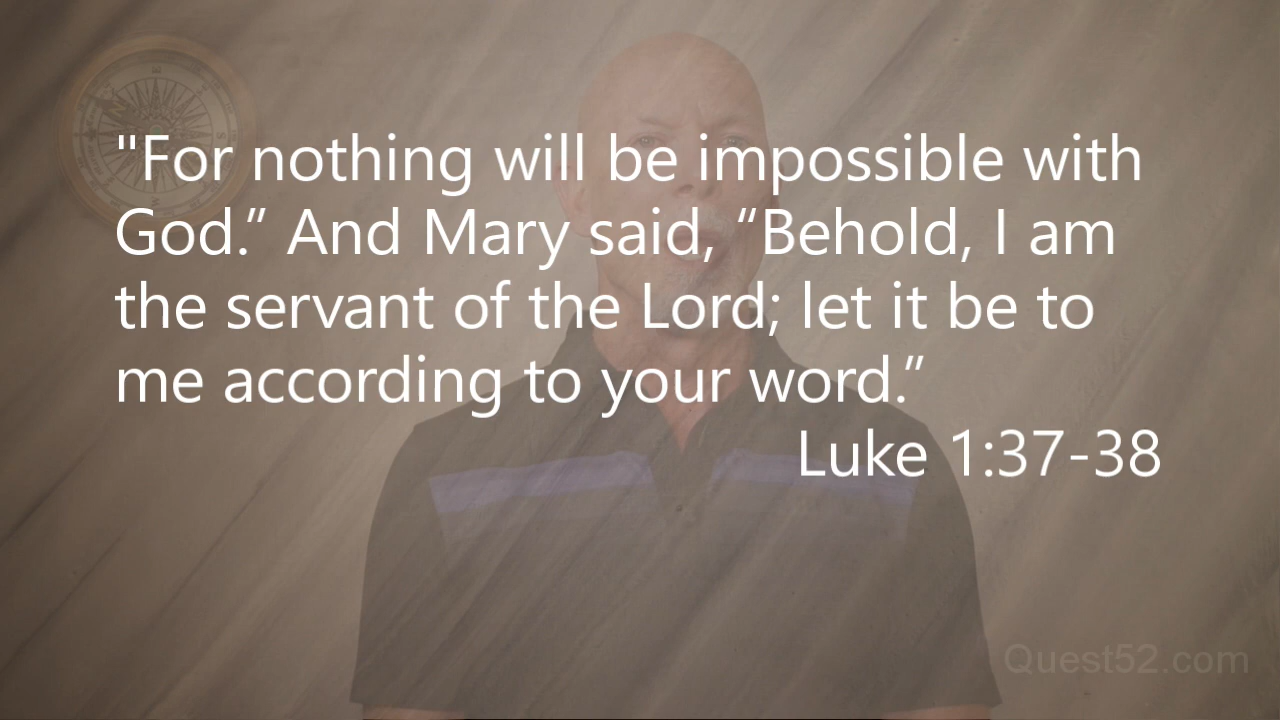 "For nothing will be impossible with
God.” And Mary said, “Behold, I am
the servant of the Lord; let it be to
me according to your word.”
Luke 1:37-38
Quest52.com